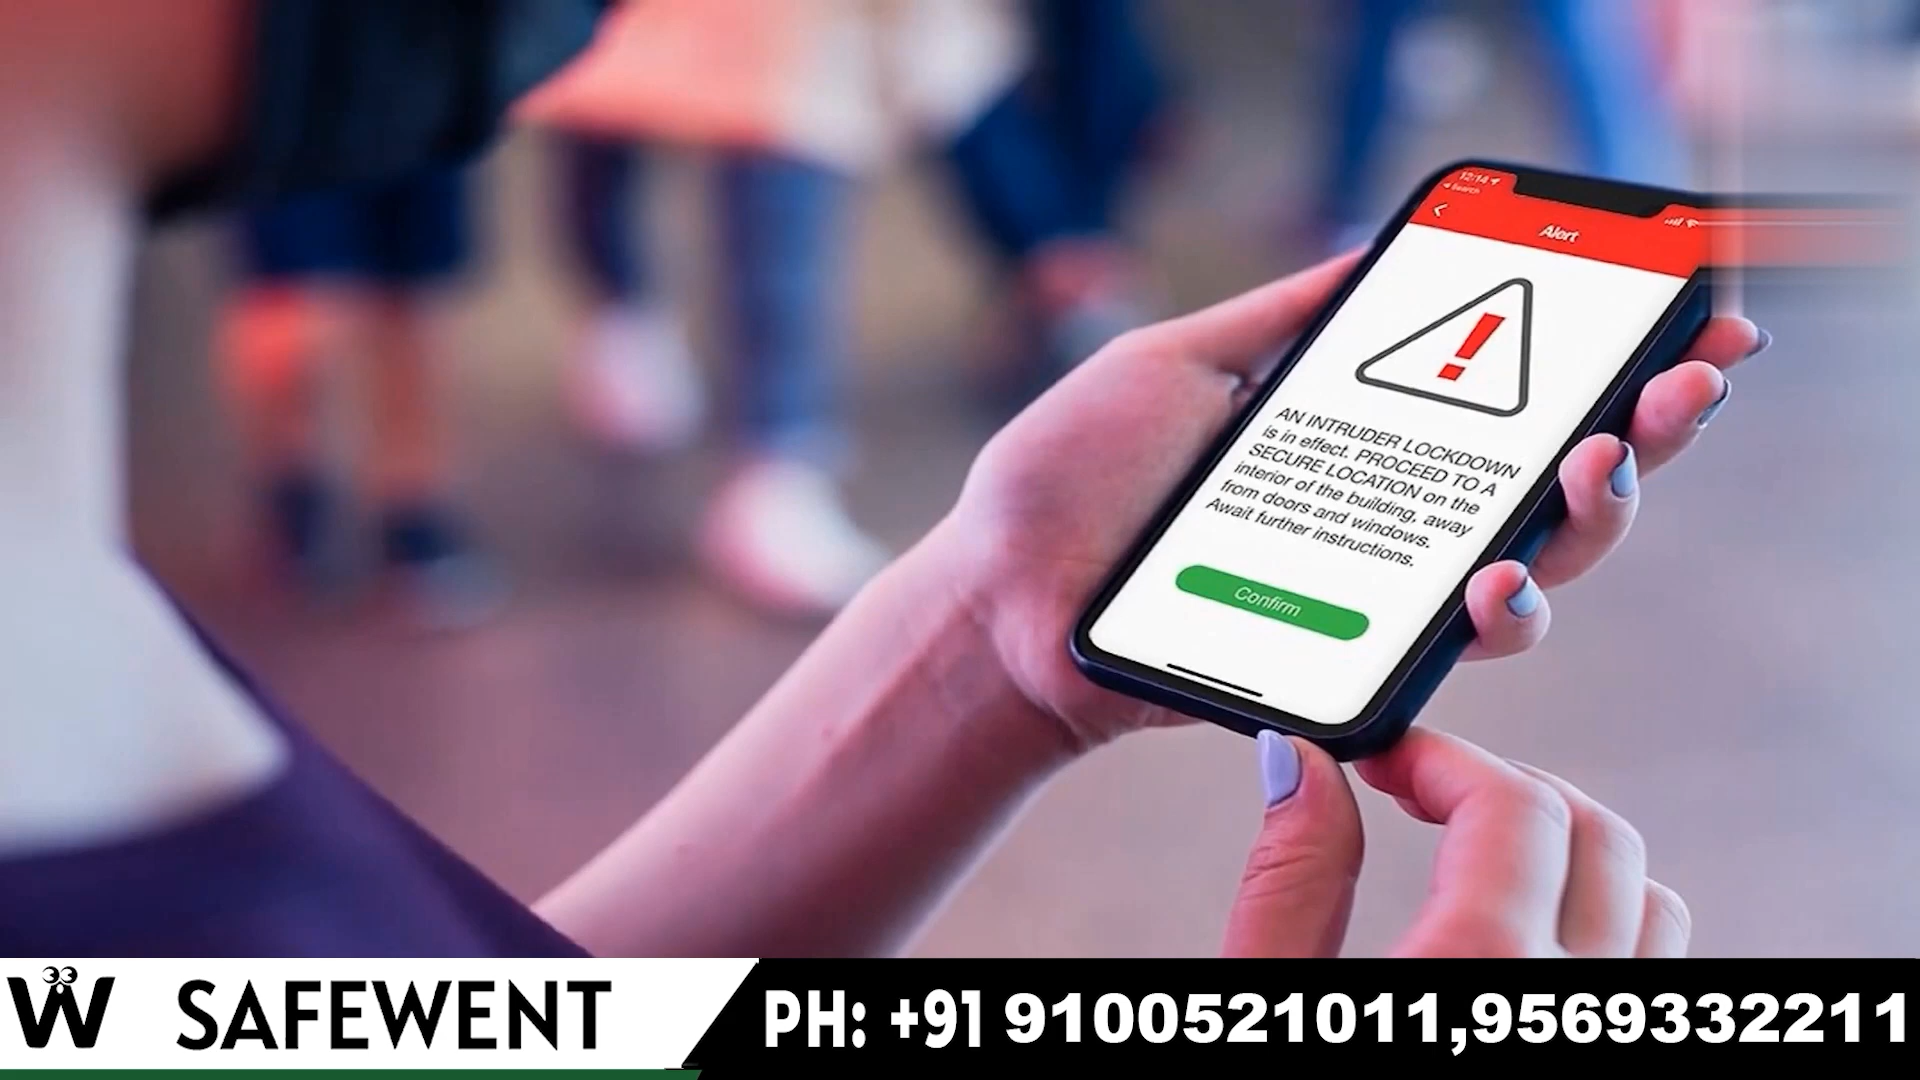 12:14
Search
Alert
AN INTRUDER LOCKDOWN
is in effect. PROCEED TO A
SECURE LOCATION on the
interior of the building, away
from doors and windows.
Await further instructions.
Confirm
W SAFEWENT
PH: +91 9100521011,9569332211